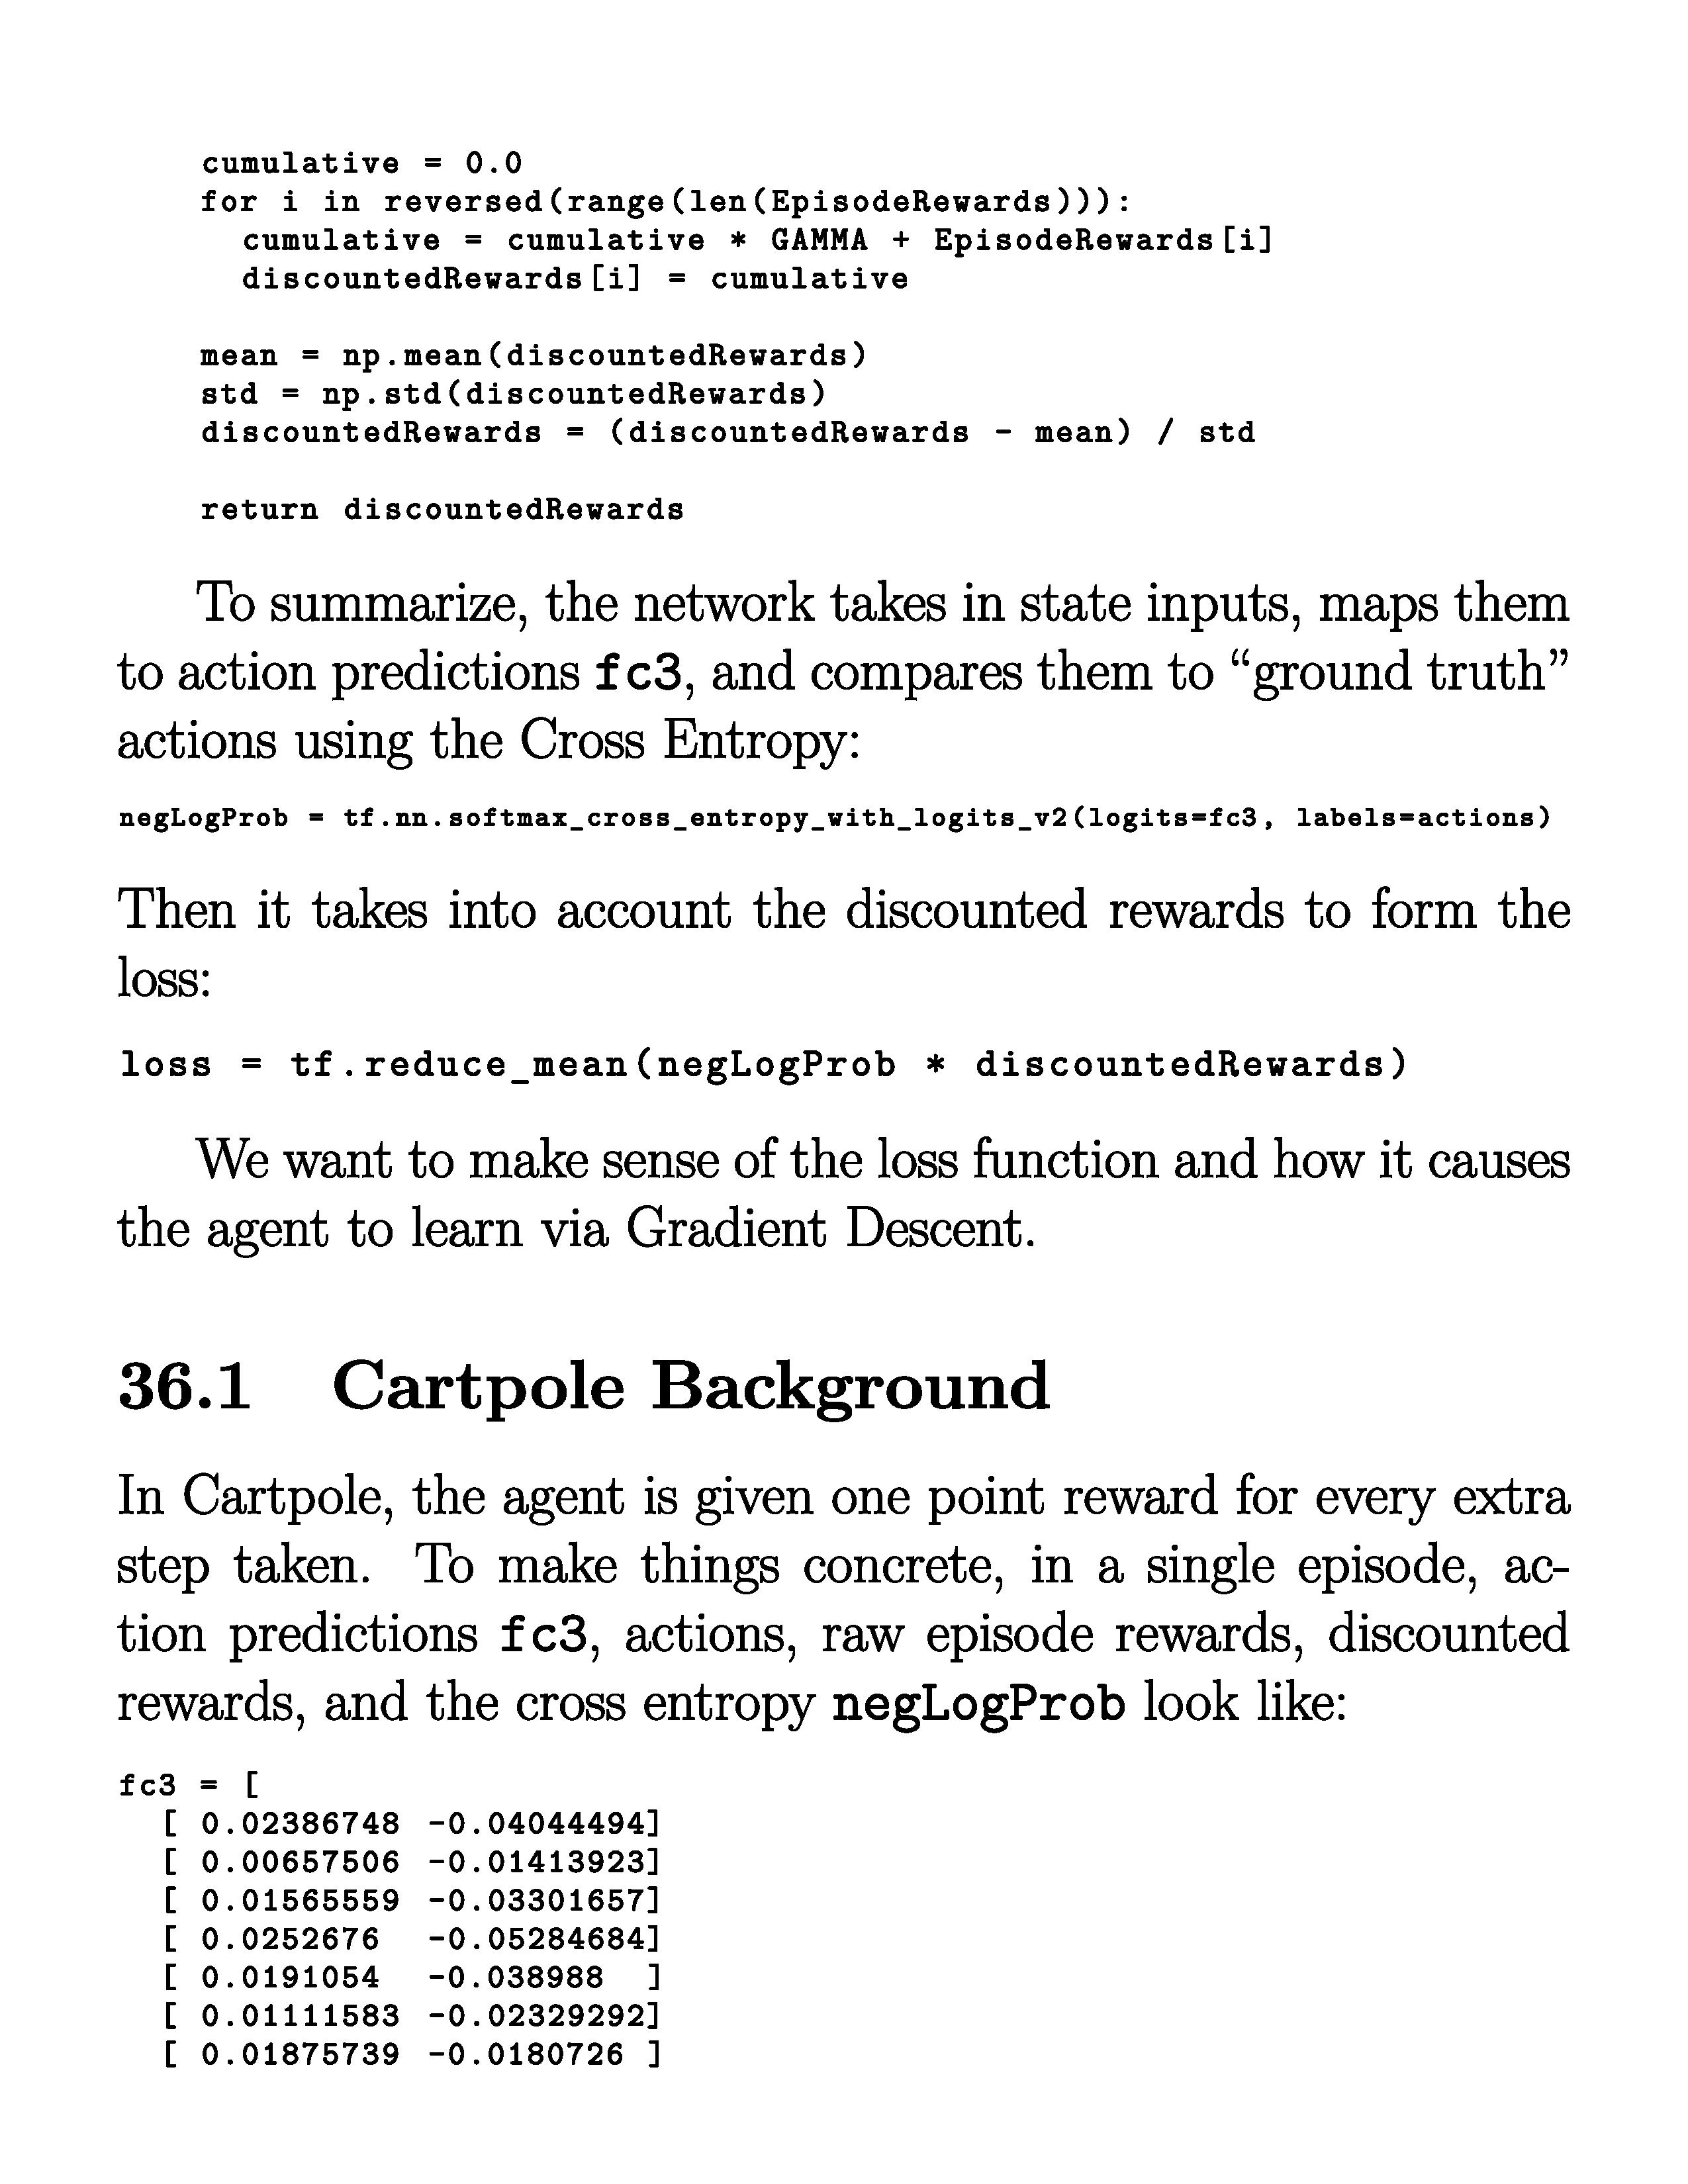 cumulative = 0.0
for i in reversed(range(len(EpisodeRewards))):
  cumulative = cumulative * GAMMA + EpisodeRewards[i]
  discountedRewards[i] = cumulative

mean = np.mean(discountedRewards)
std = np.std(discountedRewards)
discountedRewards = (discountedRewards - mean) / std

return discountedRewards
To summarize, the network takes in state inputs, maps them
to action predictions fc3, and compares them to “ground truth”
actions using the Cross Entropy:
negLogProb = tf.nn.softmax_cross_entropy_with_logits_v2(logits=fc3, labels=actions)
Then it takes into account the discounted rewards to form the
loss:
loss = tf.reduce_mean(negLogProb * discountedRewards)
We want to make sense of the loss function and how it causes
the agent to learn via Gradient Descent.
36.1 Cartpole Background
In Cartpole, the agent is given one point reward for every extra
step taken. To make things concrete, in a single episode, ac-
tion predictions fc3, actions, raw episode rewards, discounted
rewards, and the cross entropy negLogProb look like:
fc3 = [
  [ 0.02386748 -0.04044494]
  [ 0.00657506 -0.01413923]
  [ 0.01565559 -0.03301657]
  [ 0.0252676  -0.05284684]
  [ 0.0191054  -0.038988  ]
  [ 0.01111583 -0.02329292]
  [ 0.01875739 -0.0180726 ]